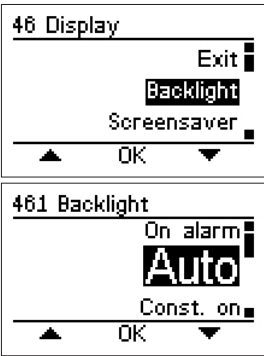 46 Display
Exit
Backlight
Screensaver
OK
461 Backlight
On alarm
Auto
Const. on
OK